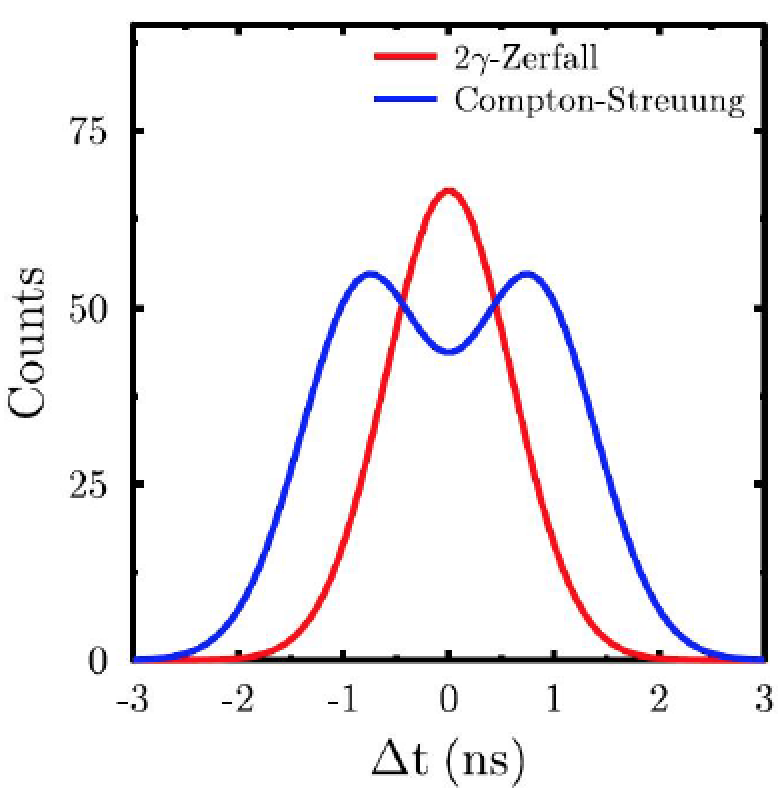 2γ-Zerfall
Compton-Streuung
75
50
25
0
Counts
-3 -2 -1 0 1 2 3
Δt (ns)